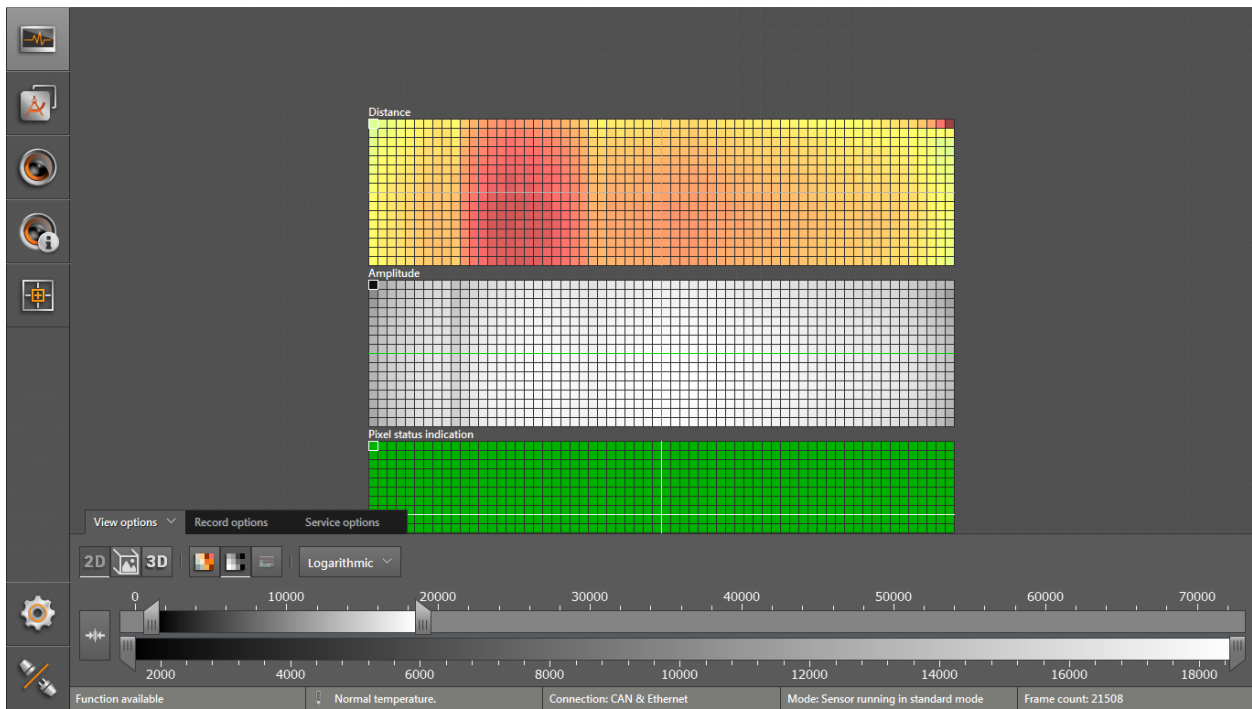 Distance
Amplitude
Pixel status indication
View options Record options Service options
2D 3D Logarithmic
0 10000 20000 30000 40000 50000 60000 70000
2000 4000 6000 8000 10000 12000 14000 16000 18000
Function available Normal temperature. Connection: CAN & Ethernet Mode: Sensor running in standard mode Frame count: 21508